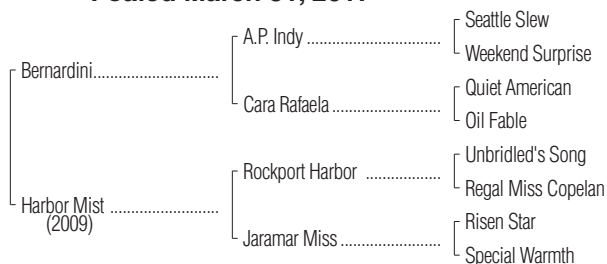 Foaled March 31,
Seattle Slew
A.P. Indy
Weekend Surprise
Bernardini
Quiet American
Cara Rafaela
Oil Fable
Unbridled's Song
Rockport Harbor
Regal Miss Copelan
Harbor Mist
(2009)
Risen Star
Jaramar Miss
Special Warmth